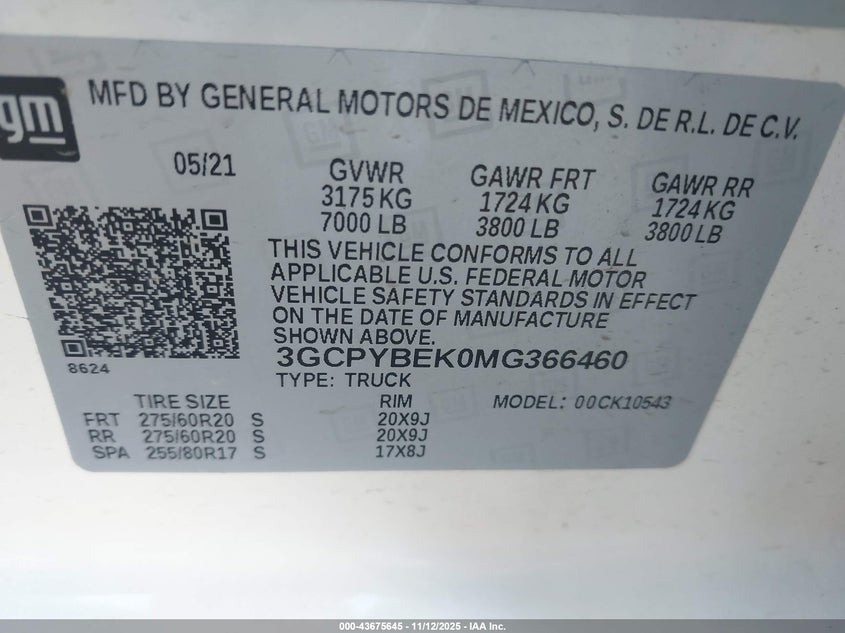 gm
MFD BY GENERAL MOTORS DE MEXICO, S. DE R.L. DE C.V.
05/21 GVWR GAWR FRT GAWR RR
3175 KG 1724 KG 1724 KG
7000 LB 3800 LB 3800 LB
THIS VEHICLE CONFORMS TO ALL
APPLICABLE U.S. FEDERAL MOTOR
VEHICLE SAFETY STANDARDS IN EFFECT
ON THE DATE OF MANUFACTURE
SHOWN ABOVE.
3GCPYBEK0MG366460
8624
TYPE: TRUCK
TIRE SIZE RIM MODEL: 00CK10543
FRT 275/60R20 S 20X9J
RR 275/60R20 S 20X9J
SPA 255/80R17 S 17X8J
000-43675645 - 11/12/2025 - IAA Inc.